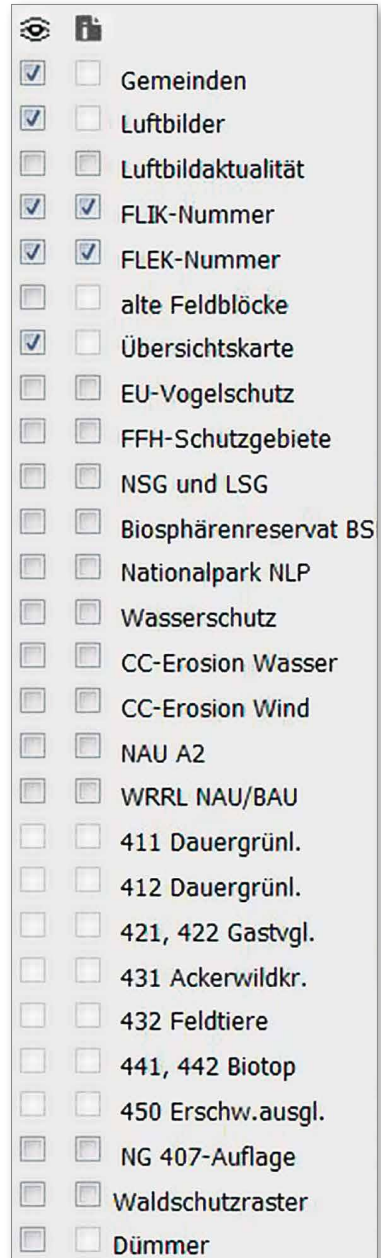 Gemeinden
Luftbilder
Luftbildaktualität
FLIK-Nummer
FLEK-Nummer
alte Feldblöcke
Übersichtskarte
EU-Vogelschutz
FFH-Schutzgebiete
NSG und LSG
Biosphärenreservat BS
Nationalpark NLP
Wasserschutz
CC-Erosion Wasser
CC-Erosion Wind
NAU A2
WRRL NAU/BAU
411 Dauergrünl.
412 Dauergrünl.
421, 422 Gastvgl.
431 Ackerwildkr.
432 Feldtiere
441, 442 Biotop
450 Erschw.ausgl.
NG 407-Auflage
Waldschutzraster
Dümmer